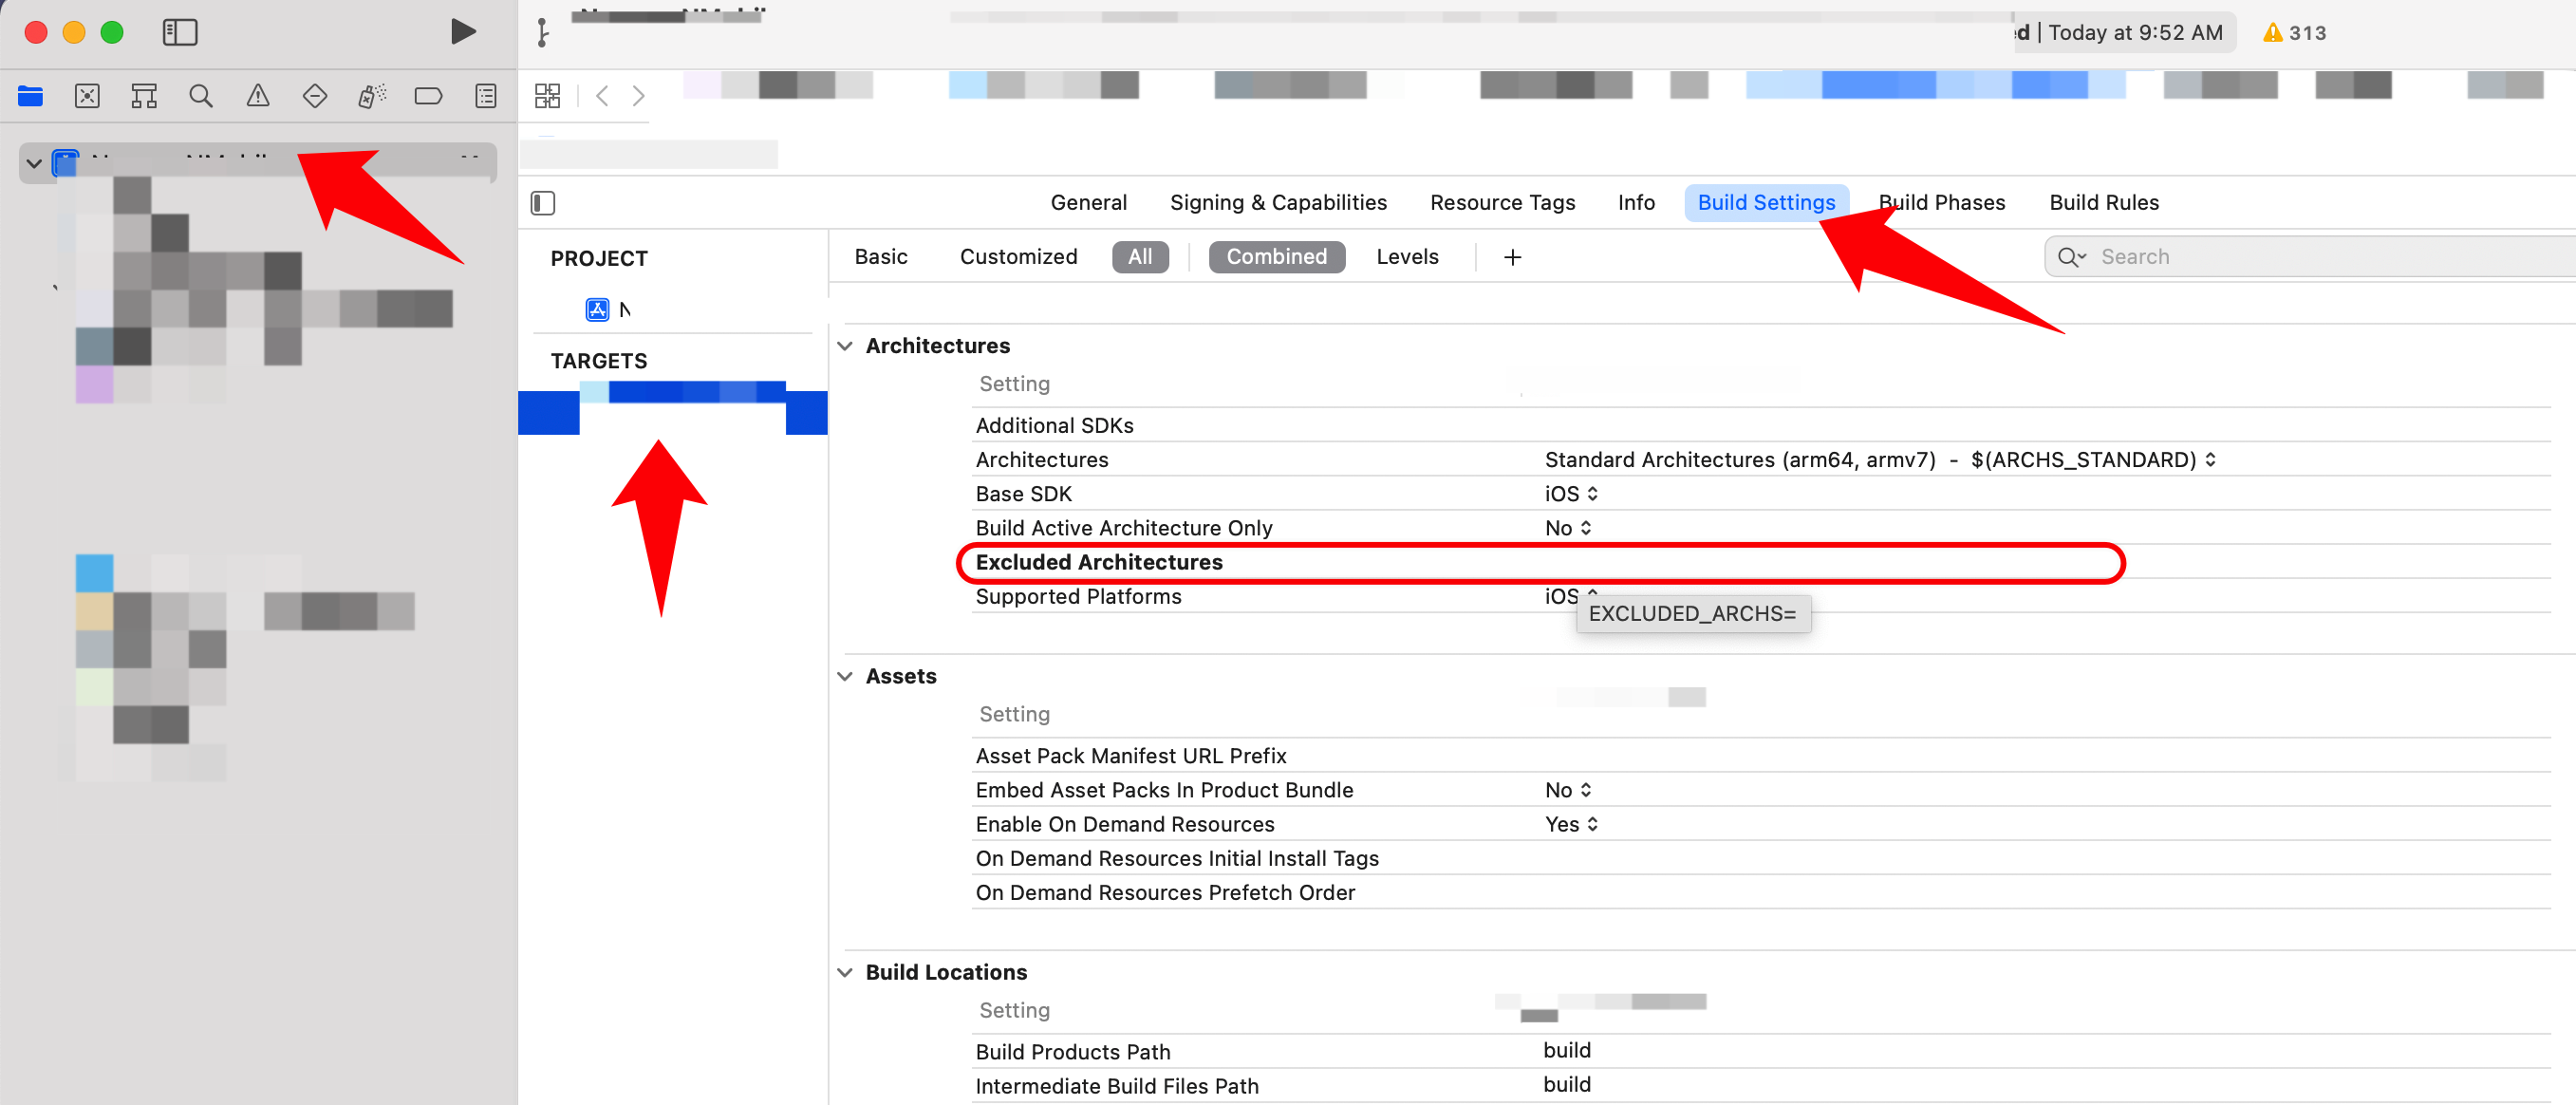 d | Today at 9:52 AM
313
General
Signing & Capabilities
Resource Tags
Info
Build Settings
Build Phases
Build Rules
PROJECT
N
TARGETS
Basic
Customized
All
Combined
Levels
+
Search
Architectures
Setting
Additional SDKs
Architectures Standard Architectures (arm64, armv7) - $(ARCHS_STANDARD)
Base SDK iOS
Build Active Architecture Only No
Excluded Architectures
Supported Platforms iOS
EXCLUDED_ARCHS=
Assets
Setting
Asset Pack Manifest URL Prefix
Embed Asset Packs In Product Bundle No
Enable On Demand Resources Yes
On Demand Resources Initial Install Tags
On Demand Resources Prefetch Order
Build Locations
Setting
Build Products Path build
Intermediate Build Files Path build